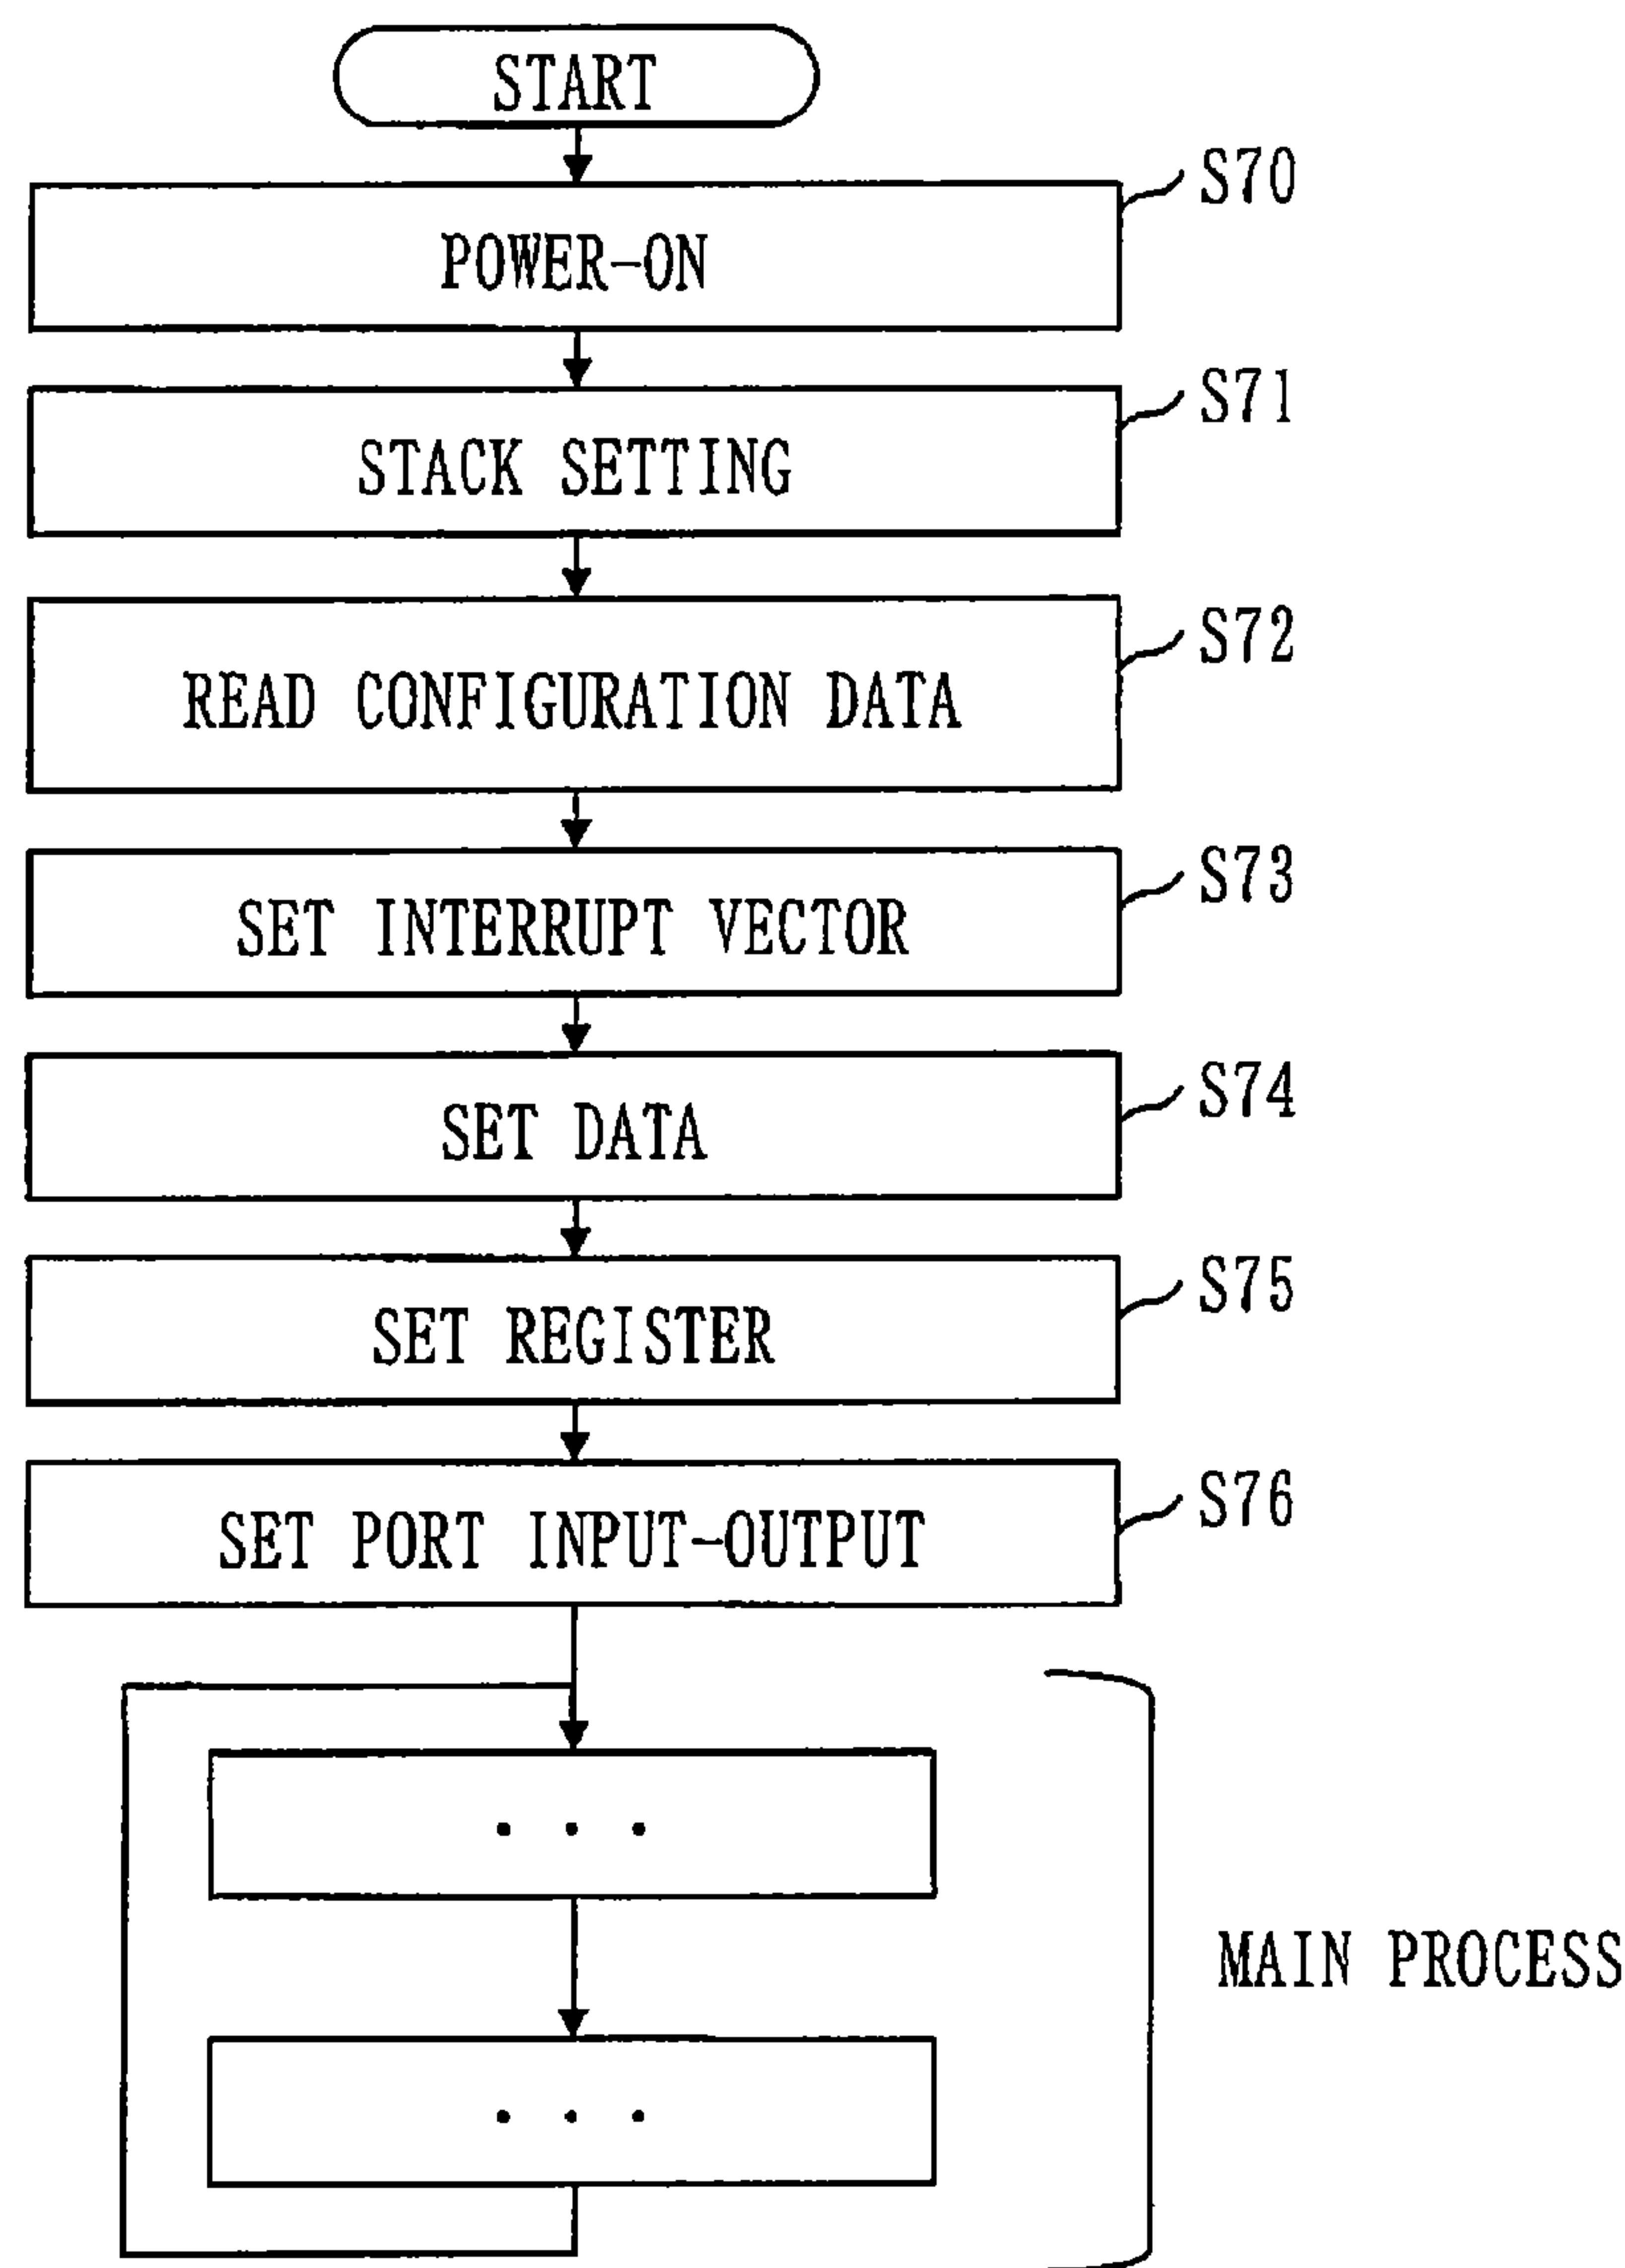 START
S70
POWER-ON
S71
STACK SETTING
S72
READ CONFIGURATION DATA
S73
SET INTERRUPT VECTOR
S74
SET DATA
S75
SET REGISTER
S76
SET PORT INPUT-OUTPUT
. . .
MAIN PROCESS
. . .